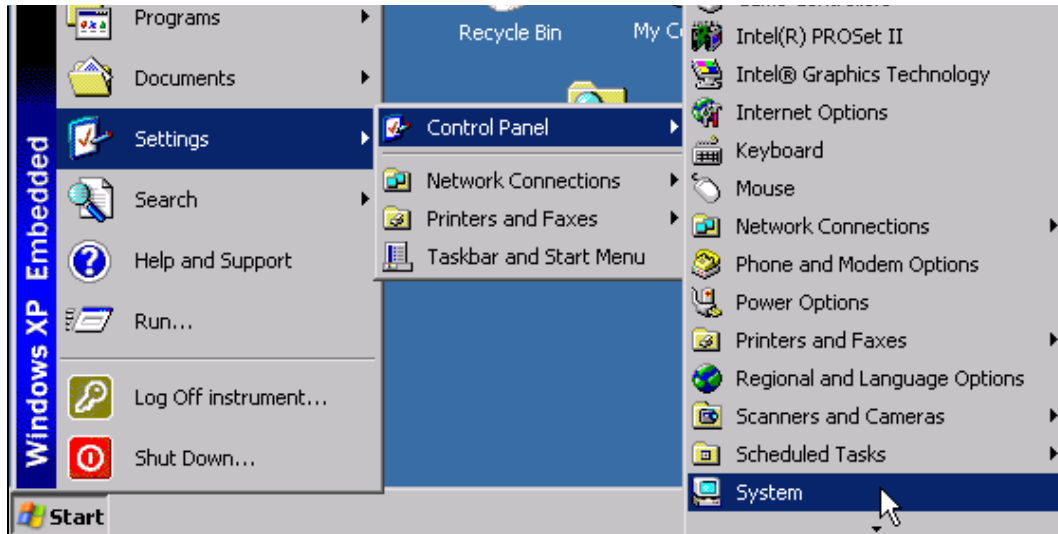 Windows XP Embedded
Programs
Documents
Settings
Search
Help and Support
Run...
Log Off instrument...
Shut Down...
Start
Recycle Bin
My C
Control Panel
Network Connections
Printers and Faxes
Taskbar and Start Menu
Intel(R) PROSet II
Intel® Graphics Technology
Internet Options
Keyboard
Mouse
Network Connections
Phone and Modem Options
Power Options
Printers and Faxes
Regional and Language Options
Scanners and Cameras
Scheduled Tasks
System